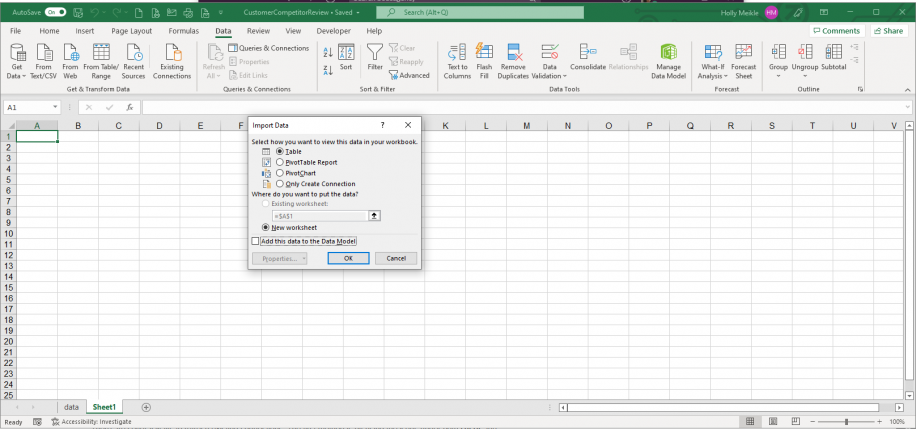 AutoSave On CustomerCompetitorReview • Saved Search (Alt+Q) Holly Meikle HM
File Home Insert Page Layout Formulas Data Review View Developer Help Comments Share
Get Data From Text/CSV From Web From Table/ Range Recent Sources Existing Connections Refresh All Queries & Connections Properties Edit Links Sort Filter Clear Reapply Advanced Text to Columns Flash Fill Remove Duplicates Data Validation Consolidate Relationships Manage Data Model What-If Analysis Forecast Sheet Group Ungroup Subtotal
Get & Transform Data Queries & Connections Sort & Filter Data Tools Forecast Outline
A1 fx
A B C D E F K L M N O P Q R S T U V
Import Data ? ×
Select how you want to view this data in your workbook.
Table
PivotTable Report
PivotChart
Only Create Connection
Where do you want to put the data?
Existing worksheet:
=$A$1
New worksheet
Add this data to the Data Model
Properties... OK Cancel
1
2
3
4
5
6
7
8
9
10
11
12
13
14
15
16
17
18
19
20
21
22
23
24
25
data Sheet1
Ready Accessibility: Investigate 100%